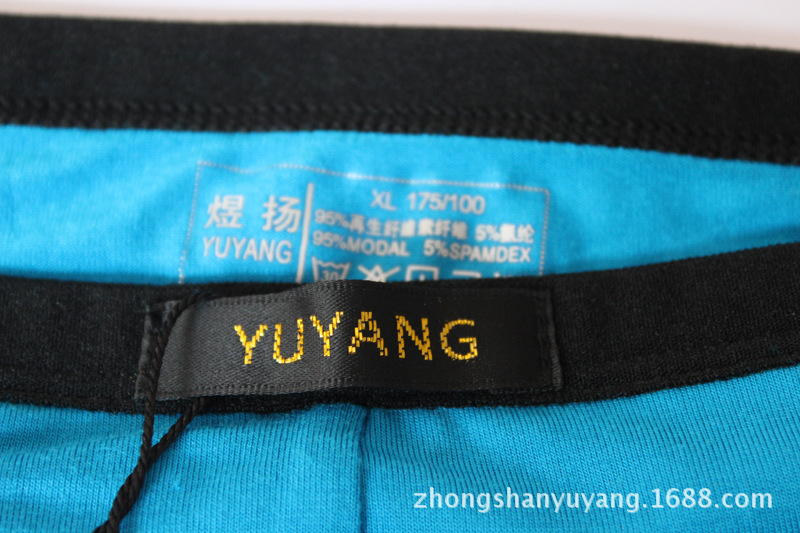 煜扬
YUYANG
XL 175/100
95%再生纤维素纤维 5%氨纶
95%MODAL 5%SPAMDEX
30
YUYANG
zhongshanyuyang.1688.com